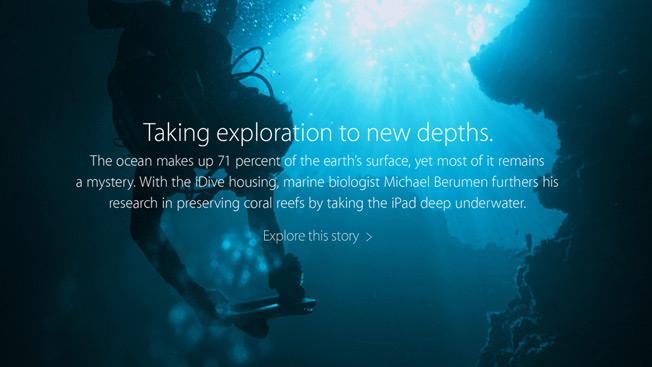 Taking exploration to new depths.
The ocean makes up 71 percent of the earth's surface, yet most of it remains
a mystery. With the iDive housing, marine biologist Michael Berumen furthers his
research in preserving coral reefs by taking the iPad deep underwater.
Explore this story >